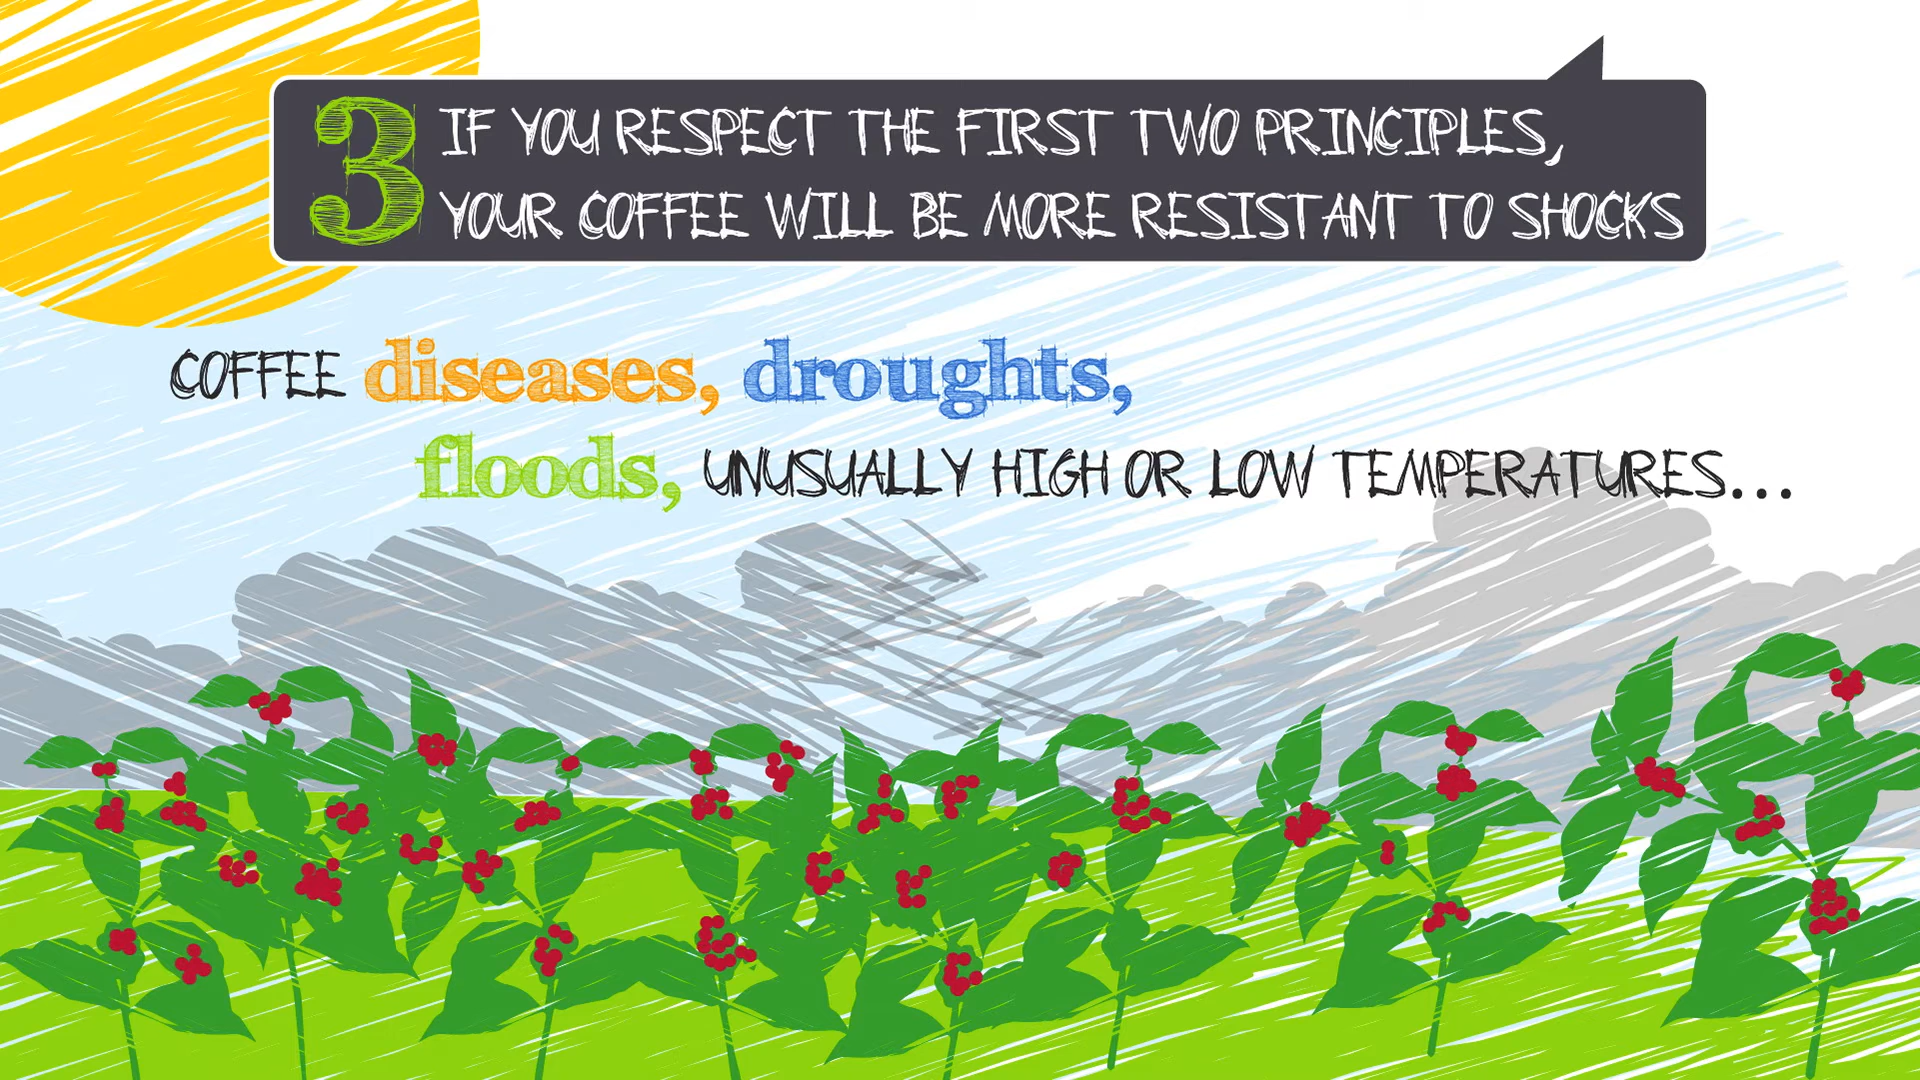 3 IF YOU RESPECT THE FIRST TWO PRINCIPLES,
YOUR COFFEE WILL BE MORE RESISTANT TO SHOCKS
COFFEE diseases, droughts,
floods, UNUSUALLY HIGH OR LOW TEMPERATURES...